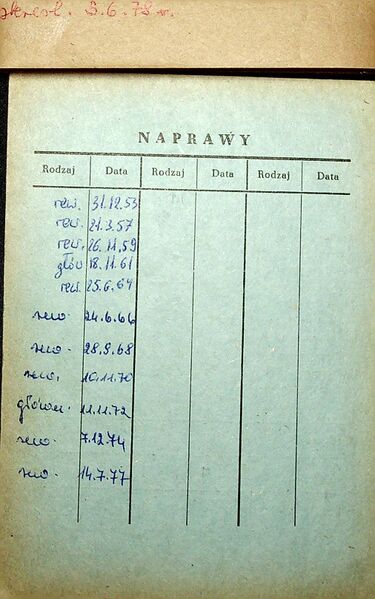 skreśl. 3.6.78 r.
NAPRAWY
Rodzaj Data Rodzaj Data Rodzaj Data
rew. 31.12.53
rew. 21.3.57
rew. 26.11.59
głów 18.11.61
rew. 25.6.64
rew. 24.6.66
rew. 28.9.68
rew. 10.11.70
główn. 11.11.72
rew. 7.12.74
rew. 14.7.77